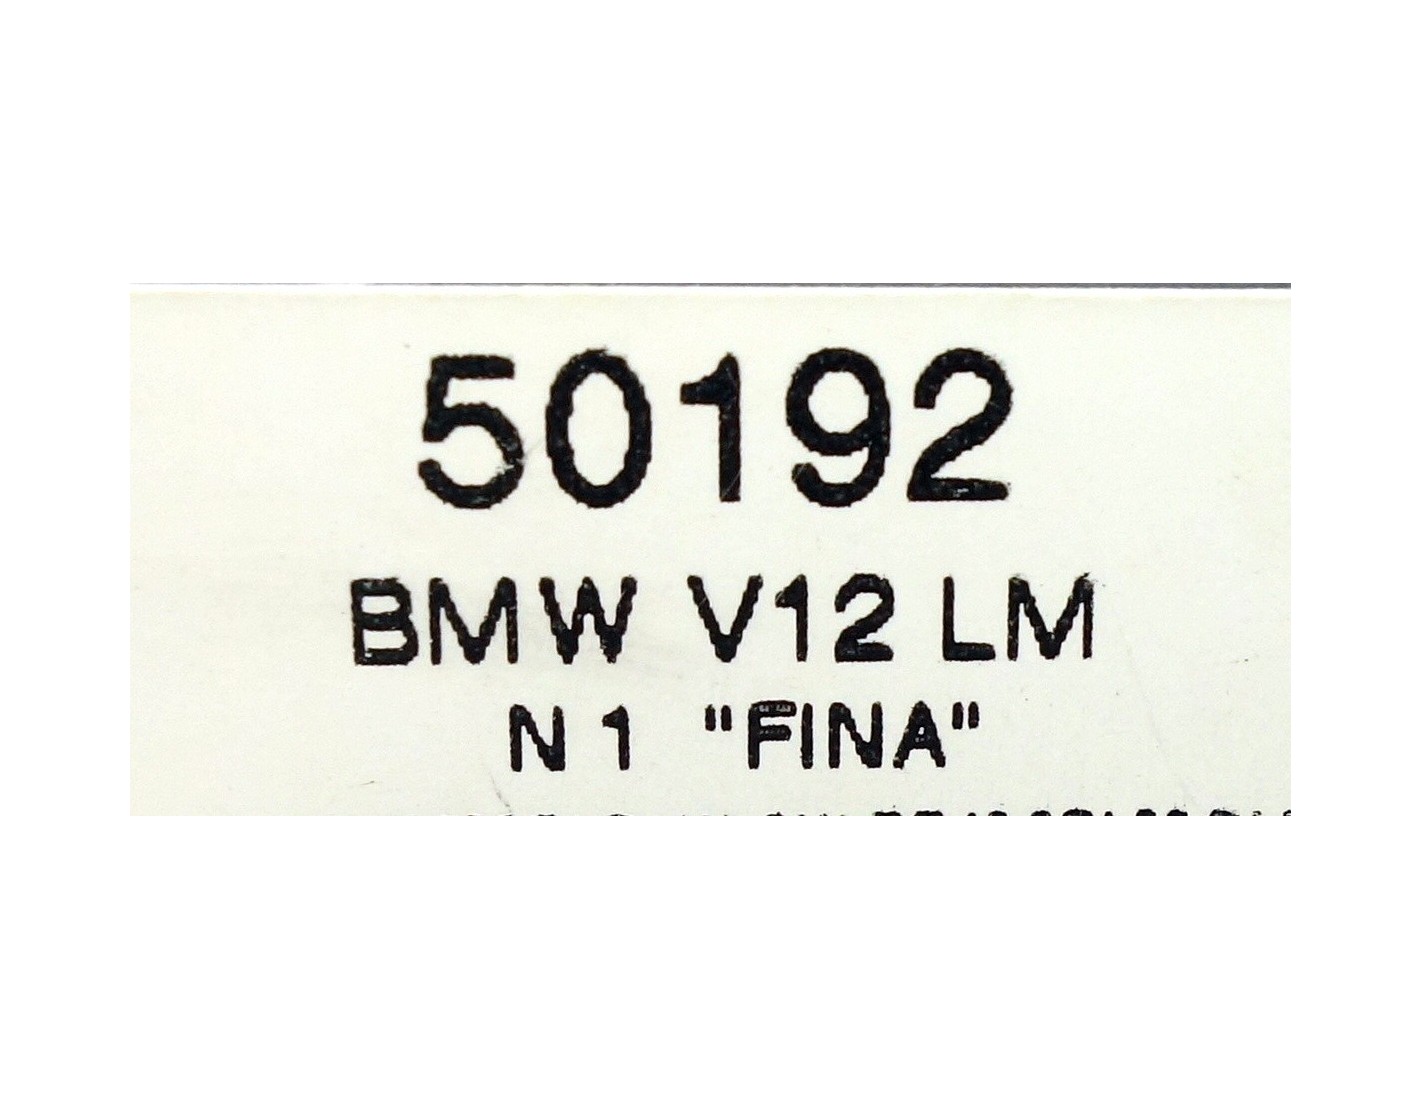 50192
BMW V12 LM
N 1 "FINA"